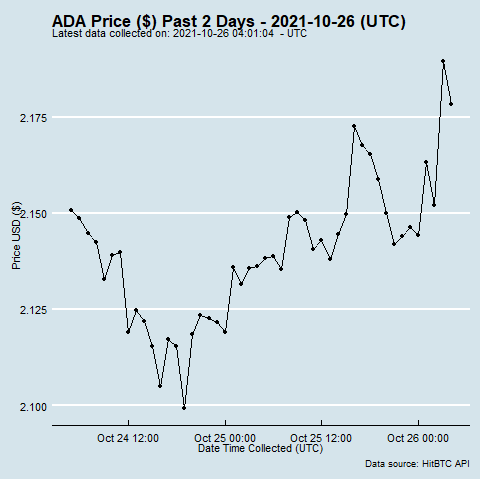 ADA Price ($) Past 2 Days - 2021-10-26 (UTC)
Latest data collected on: 2021-10-26 04:01:04  - UTC
2.175
2.150
Price USD ($)
2.125
2.100
Oct 24 12:00
Oct 25 00:00
Oct 25 12:00
Oct 26 00:00
Date Time Collected (UTC)
Data source: HitBTC API